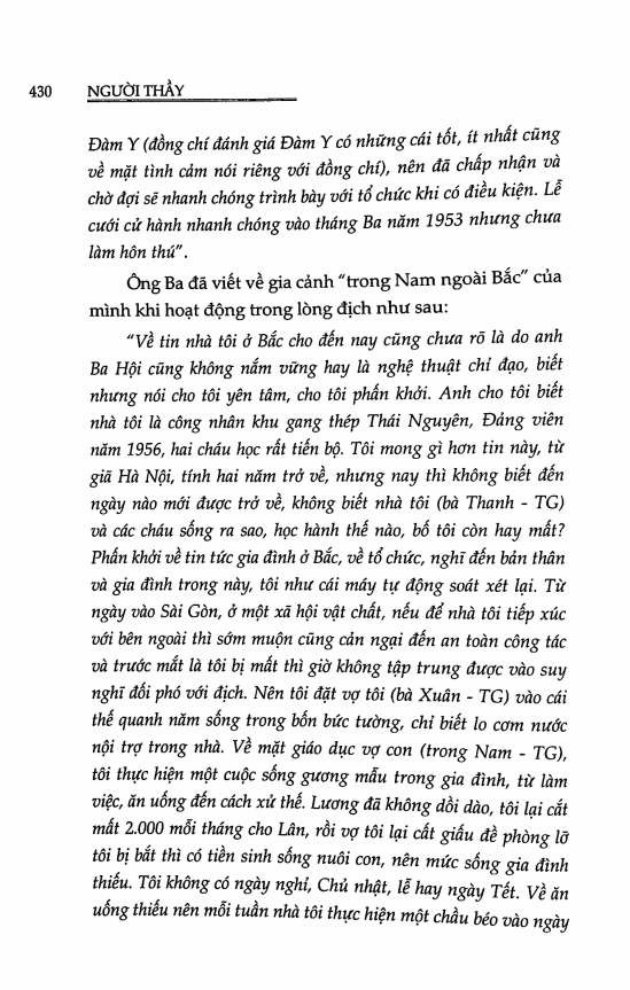 430 NGƯỜI THẦY
Đàm Y (đồng chí đánh giá Đàm Y có những cái tốt, ít nhất cũng
về mặt tình cảm nói riêng với đồng chí), nên đã chấp nhận và
chờ đợi sẽ nhanh chóng trình bày với tổ chức khi có điều kiện. Lễ
cưới cử hành nhanh chóng vào tháng Ba năm 1953 nhưng chưa
làm hôn thú".
Ông Ba đã viết về gia cảnh "trong Nam ngoài Bắc" của
mình khi hoạt động trong lòng địch như sau:
"Về tin nhà tôi ở Bắc cho đến nay cũng chưa rõ là do anh
Ba Hội cũng không nắm vững hay là nghệ thuật chỉ đạo, biết
nhưng nói cho tôi yên tâm, cho tôi phấn khởi. Anh cho tôi biết
nhà tôi là công nhân khu gang thép Thái Nguyên, Đảng viên
năm 1956, hai cháu học rất tiến bộ. Tôi mong gì hơn tin này, từ
giã Hà Nội, tính hai năm trở về, nhưng nay thì không biết đến
ngày nào mới được trở về, không biết nhà tôi (bà Thanh - TG)
và các cháu sống ra sao, học hành thế nào, bố tôi còn hay mất?
Phấn khởi về tin tức gia đình ở Bắc, về tổ chức, nghĩ đến bản thân
và gia đình trong này, tôi như cái máy tự động soát xét lại. Từ
ngày vào Sài Gòn, ở một xã hội vật chất, nếu để nhà tôi tiếp xúc
với bên ngoài thì sớm muộn cũng cản ngại đến an toàn công tác
và trước mắt là tôi bị mất thì giờ không tập trung được vào suy
nghĩ đối phó với địch. Nên tôi đặt vợ tôi (bà Xuân - TG) vào cái
thế quanh năm sống trong bốn bức tường, chỉ biết lo cơm nước
nội trợ trong nhà. Về mặt giáo dục vợ con (trong Nam - TG),
tôi thực hiện một cuộc sống gương mẫu trong gia đình, từ làm
việc, ăn uống đến cách xử thế. Lương đã không dồi dào, tôi lại cắt
mất 2.000 mỗi tháng cho Lân, rồi vợ tôi lại cất giấu đề phòng lỡ
tôi bị bắt thì có tiền sinh sống nuôi con, nên mức sống gia đình
thiếu. Tôi không có ngày nghỉ, Chủ nhật, lễ hay ngày Tết. Về ăn
uống thiếu nên mỗi tuần nhà tôi thực hiện một chầu béo vào ngày